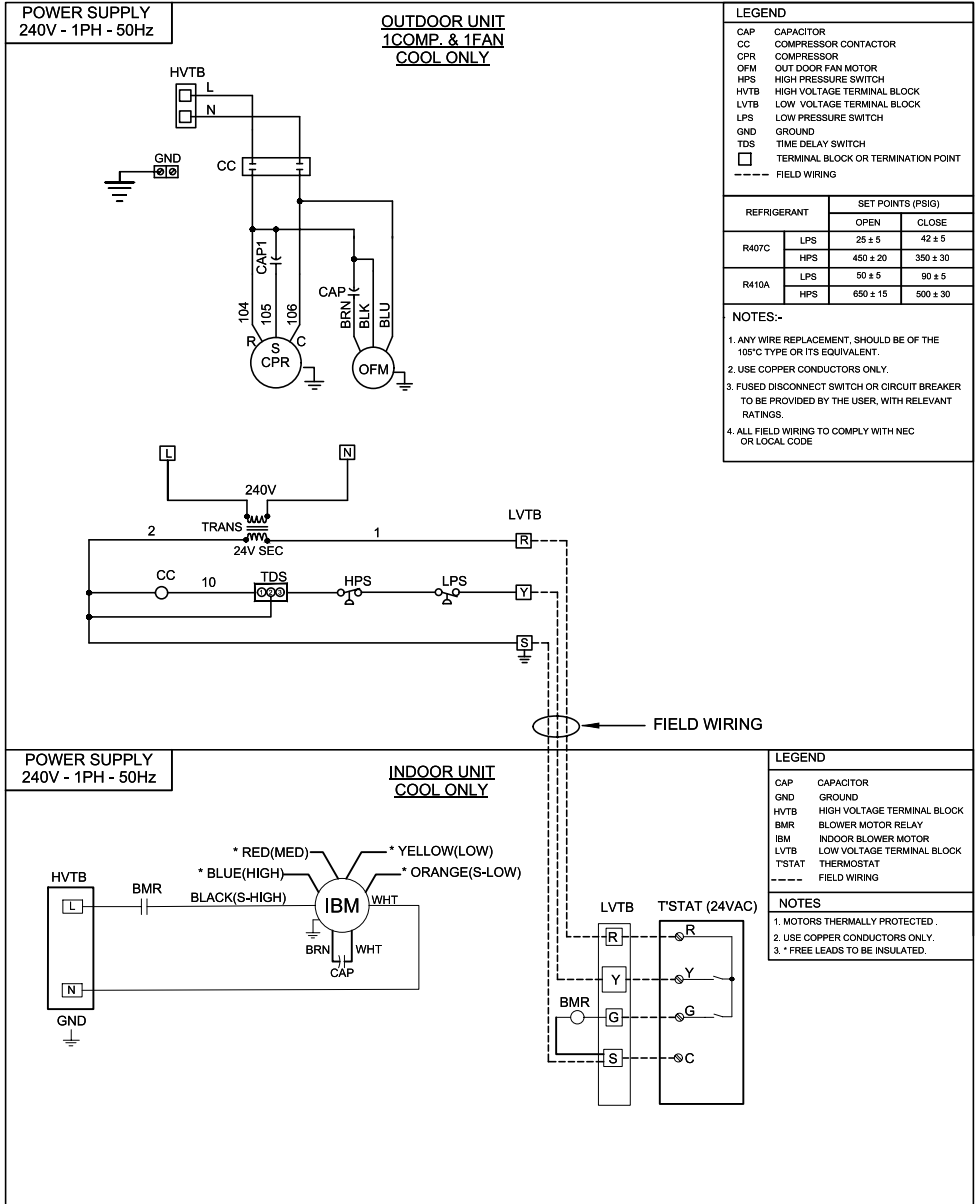 POWER SUPPLY
240V - 1PH - 50Hz
OUTDOOR UNIT
1COMP. & 1FAN
COOL ONLY
HVTB
L
N
GND
CC
CAP1
CAP
104
105
106
BRN
BLK
BLU
R
S
C
CPR
OFM
LEGEND
CAP CAPACITOR
CC COMPRESSOR CONTACTOR
CPR COMPRESSOR
OFM OUT DOOR FAN MOTOR
HPS HIGH PRESSURE SWITCH
HVTB HIGH VOLTAGE TERMINAL BLOCK
LVTB LOW VOLTAGE TERMINAL BLOCK
LPS LOW PRESSURE SWITCH
GND GROUND
TDS TIME DELAY SWITCH
TERMINAL BLOCK OR TERMINATION POINT
FIELD WIRING
REFRIGERANT SET POINTS (PSIG)
OPEN CLOSE
R407C LPS 25 ± 5 42 ± 5
HPS 450 ± 20 350 ± 30
R410A LPS 50 ± 5 90 ± 5
HPS 650 ± 15 500 ± 30
NOTES:-
1. ANY WIRE REPLACEMENT, SHOULD BE OF THE
105°C TYPE OR ITS EQUIVALENT.
2. USE COPPER CONDUCTORS ONLY.
3. FUSED DISCONNECT SWITCH OR CIRCUIT BREAKER
TO BE PROVIDED BY THE USER, WITH RELEVANT
RATINGS.
4. ALL FIELD WIRING TO COMPLY WITH NEC
OR LOCAL CODE
L
N
240V
TRANS
24V SEC
2
1
LVTB
R
CC
10
TDS
1 2 3
HPS
LPS
Y
S
FIELD WIRING
POWER SUPPLY
240V - 1PH - 50Hz
INDOOR UNIT
COOL ONLY
HVTB
L
N
GND
BMR
BLACK(S-HIGH)
* RED(MED)
* BLUE(HIGH)
* YELLOW(LOW)
* ORANGE(S-LOW)
IBM
WHT
BRN
WHT
CAP
LVTB
R
Y
G
S
BMR
T'STAT (24VAC)
R
Y
G
C
LEGEND
CAP CAPACITOR
GND GROUND
HVTB HIGH VOLTAGE TERMINAL BLOCK
BMR BLOWER MOTOR RELAY
IBM INDOOR BLOWER MOTOR
LVTB LOW VOLTAGE TERMINAL BLOCK
T'STAT THERMOSTAT
FIELD WIRING
NOTES
1. MOTORS THERMALLY PROTECTED .
2. USE COPPER CONDUCTORS ONLY.
3. * FREE LEADS TO BE INSULATED.